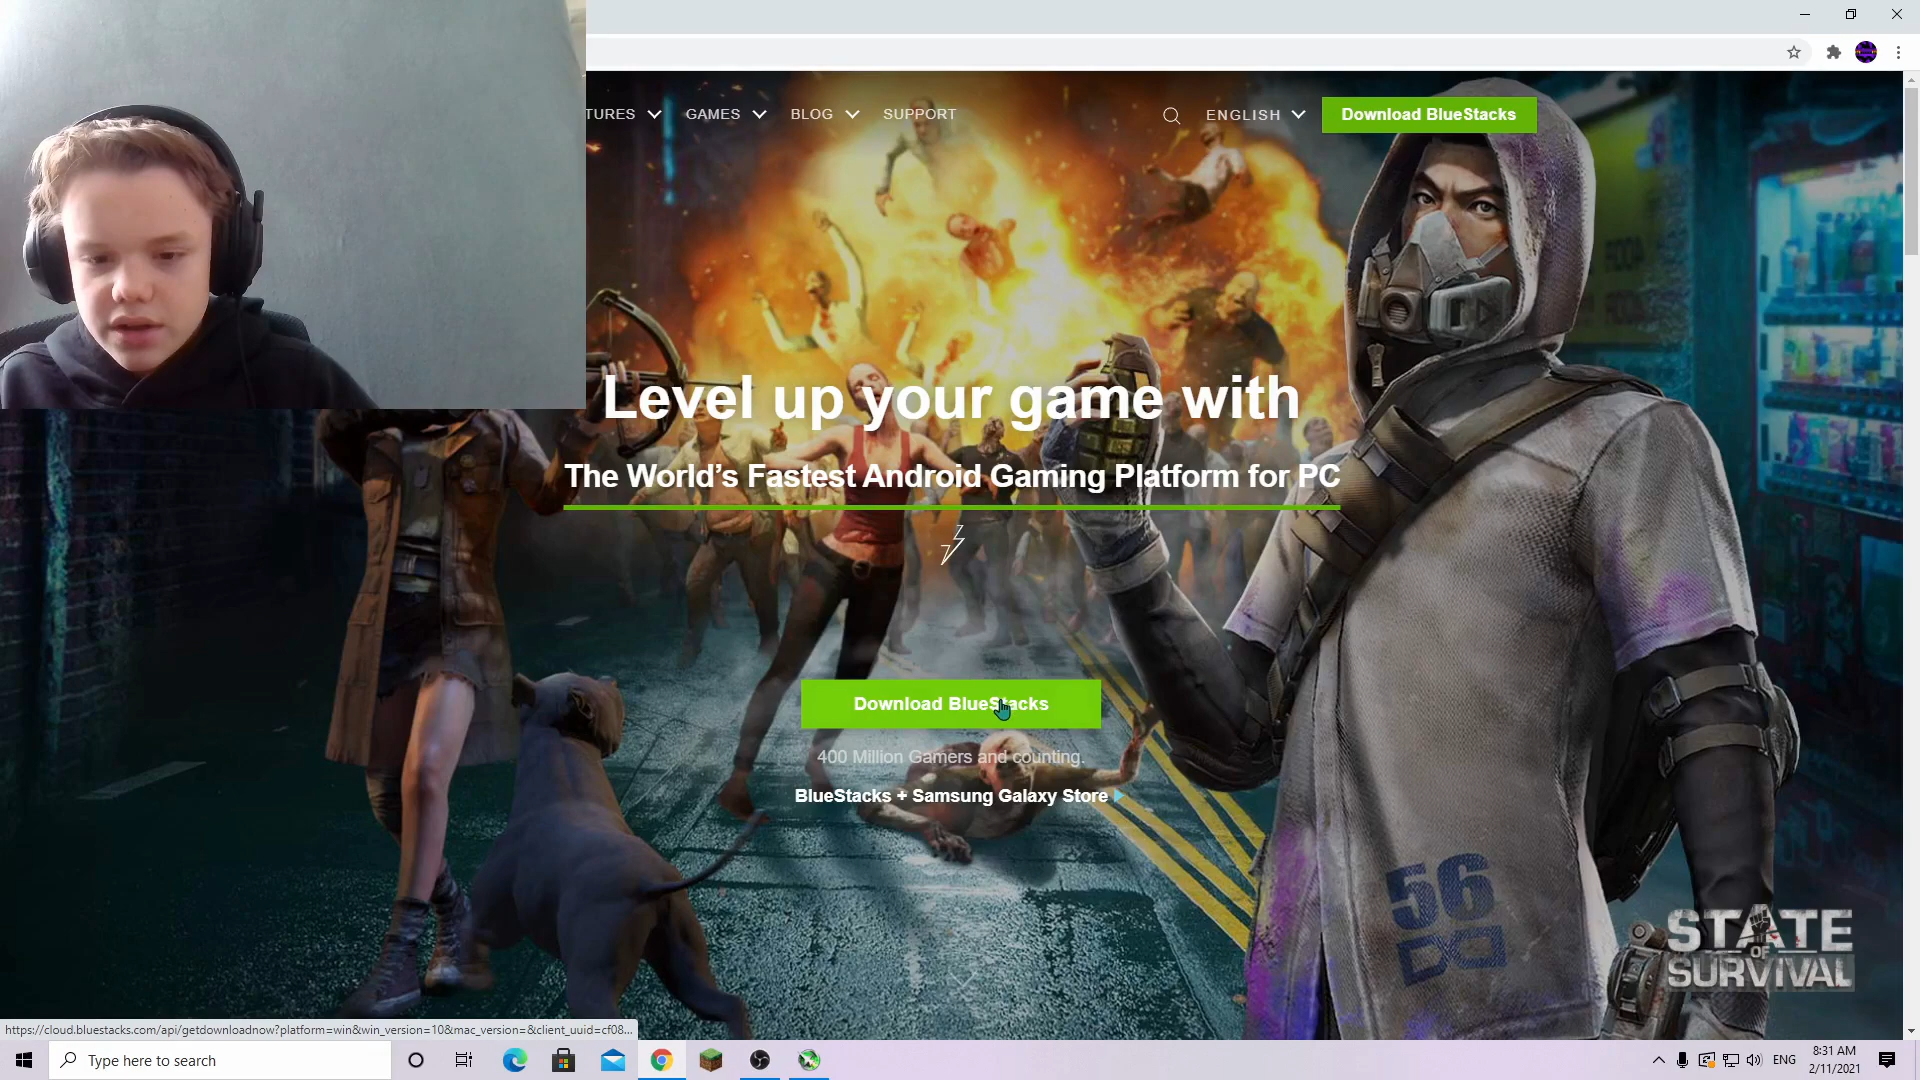 TURES
GAMES
BLOG
SUPPORT
ENGLISH
Download BlueStacks
Level up your game with
The World's Fastest Android Gaming Platform for PC
Download BlueStacks
400 Million Gamers and counting.
BlueStacks + Samsung Galaxy Store
56
STATE
OF
SURVIVAL
https://cloud.bluestacks.com/api/getdownloadnow?platform=win&win_version=10&mac_version=&client_uuid=cf08...
Type here to search
ENG
8:31 AM
2/11/2021